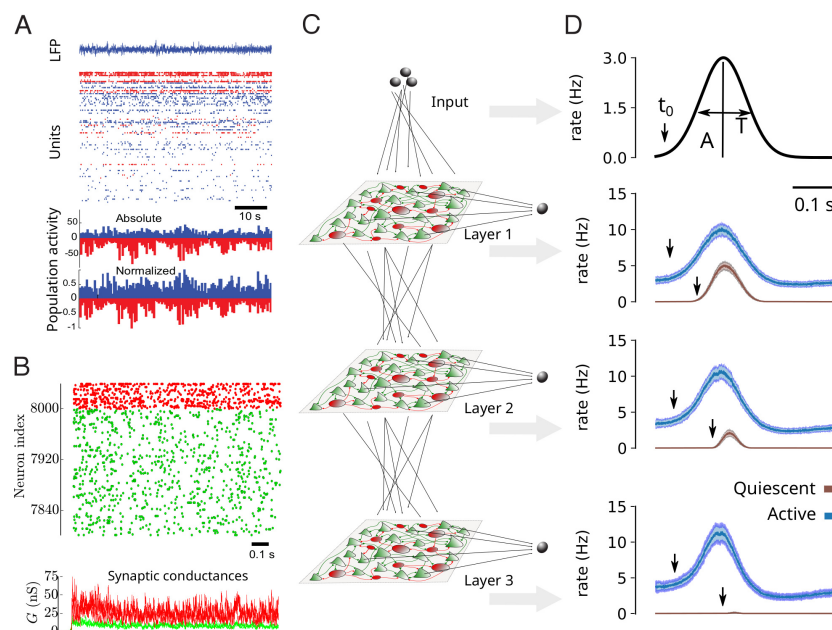 A
LFP
Units
10 s
Population activity
Absolute
50
0
-50
Normalized
0.5
0
-0.5
-1
B
Neuron index
8000
7920
7840
0.1 s
Synaptic conductances
G (nS)
75
50
25
0
C
Input
Layer 1
Layer 2
Layer 3
D
rate (Hz)
3.0
1.5
0.0
t0
A
T
0.1 s
rate (Hz)
15
10
5
0
rate (Hz)
15
10
5
0
Quiescent
Active
rate (Hz)
15
10
5
0